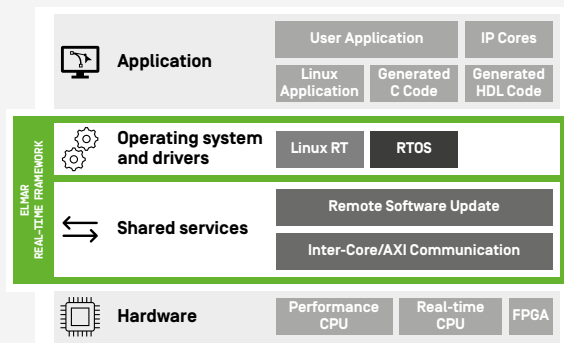 User Application
IP Cores
Application
Linux
Application
Generated
C Code
Generated
HDL Code
ELMAR
REAL-TIME FRAMEWORK
Operating system
and drivers
Linux RT
RTOS
Shared services
Remote Software Update
Inter-Core/AXI Communication
Hardware
Performance
CPU
Real-time
CPU
FPGA